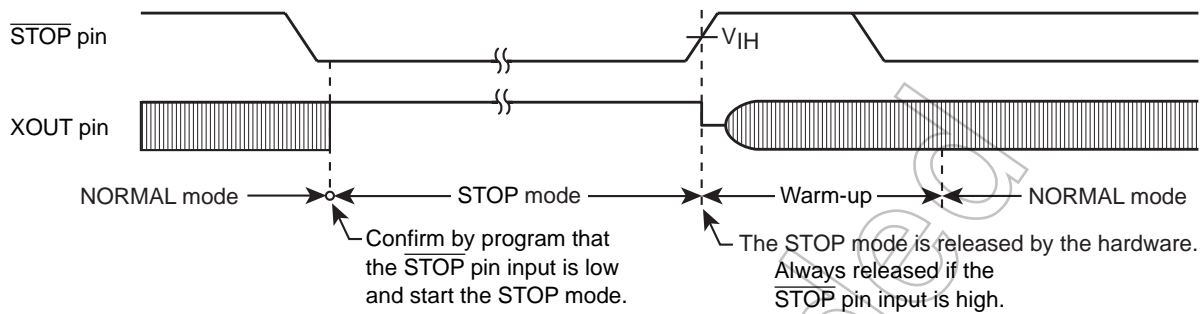 STOP pin
VIH
XOUT pin
NORMAL mode
STOP mode
Warm-up
NORMAL mode
Confirm by program that
the STOP pin input is low
and start the STOP mode.
The STOP mode is released by the hardware.
Always released if the
STOP pin input is high.